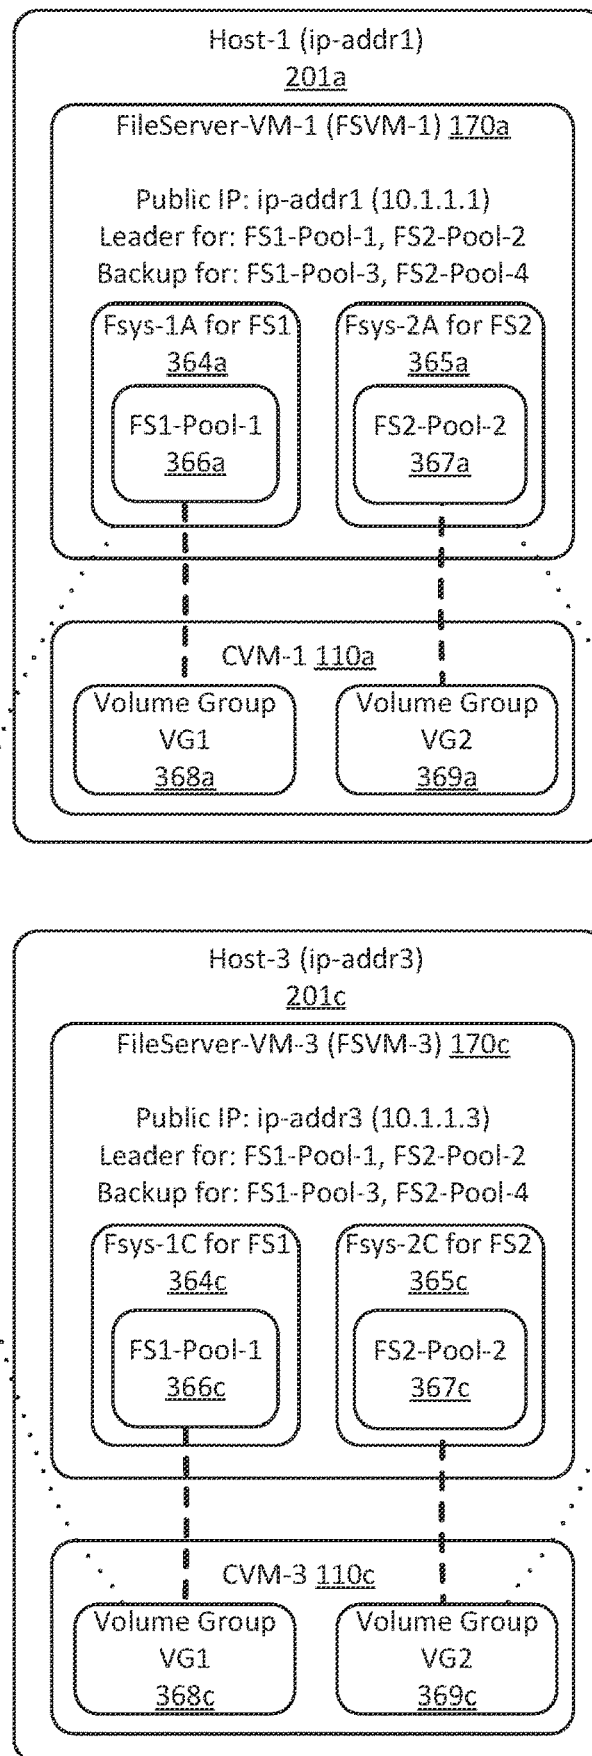 Host-1 (ip-addr1)
201a
FileServer-VM-1 (FSVM-1) 170a
Public IP: ip-addr1 (10.1.1.1)
Leader for: FS1-Pool-1, FS2-Pool-2
Backup for: FS1-Pool-3, FS2-Pool-4
Fsys-1A for FS1
364a
FS1-Pool-1
366a
Fsys-2A for FS2
365a
FS2-Pool-2
367a
CVM-1 110a
Volume Group
VG1
368a
Volume Group
VG2
369a
Host-3 (ip-addr3)
201c
FileServer-VM-3 (FSVM-3) 170c
Public IP: ip-addr3 (10.1.1.3)
Leader for: FS1-Pool-1, FS2-Pool-2
Backup for: FS1-Pool-3, FS2-Pool-4
Fsys-1C for FS1
364c
FS1-Pool-1
366c
Fsys-2C for FS2
365c
FS2-Pool-2
367c
CVM-3 110c
Volume Group
VG1
368c
Volume Group
VG2
369c